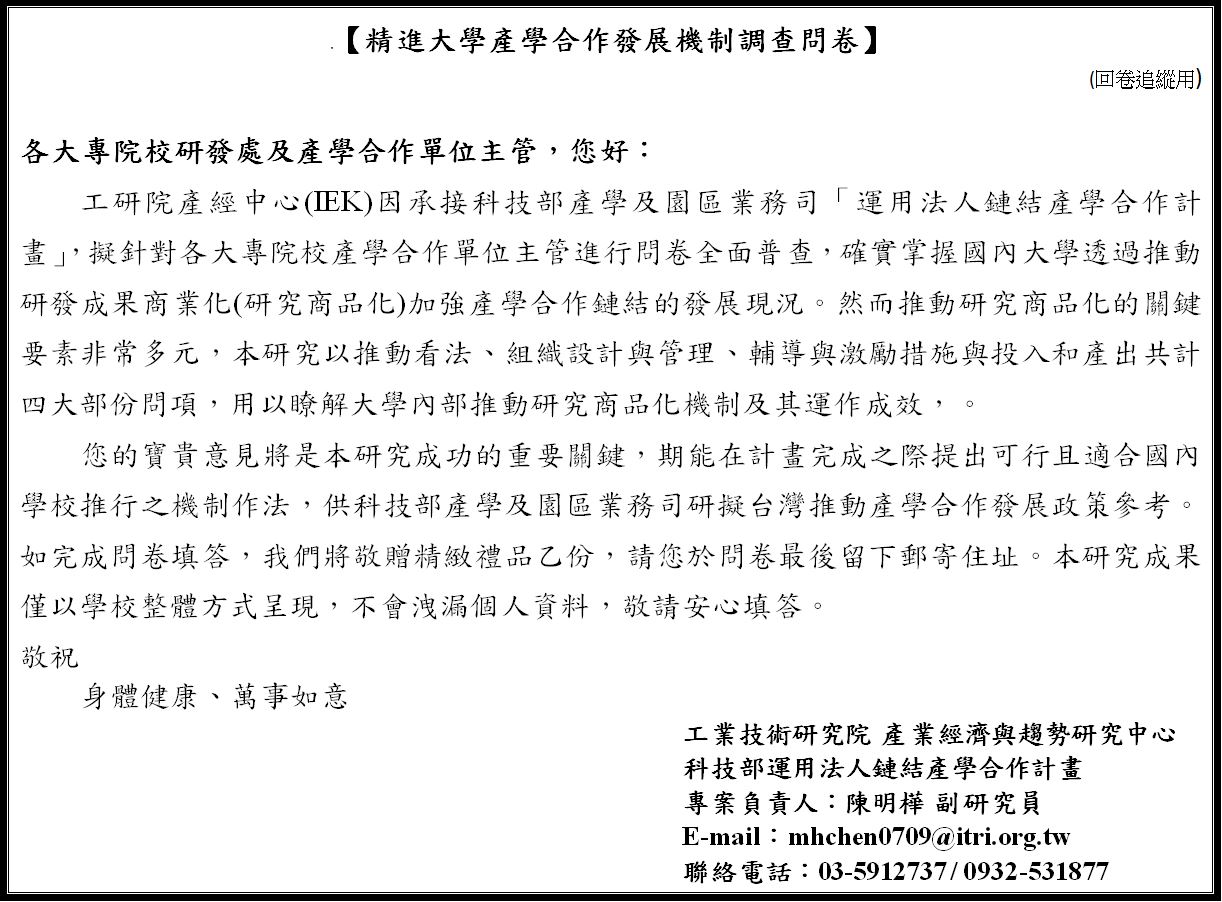 【精進大學產學合作發展機制調查問卷】
(回卷追縱用)
各大專院校研發處及產學合作單位主管，您好：
工研院產經中心(IEK)因承接科技部產學及園區業務司「運用法人鏈結產學合作計
畫」，擬針對各大專院校產學合作單位主管進行問卷全面普查，確實掌握國內大學透過推動
研發成果商業化(研究商品化)加強產學合作鏈結的發展現況。然而推動研究商品化的關鍵
要素非常多元，本研究以推動看法、組織設計與管理、輔導與激勵措施與投入和產出共計
四大部份問項，用以瞭解大學內部推動研究商品化機制及其運作成效，。
您的寶貴意見將是本研究成功的重要關鍵，期能在計畫完成之際提出可行且適合國內
學校推行之機制作法，供科技部產學及園區業務司研擬台灣推動產學合作發展政策參考。
如完成問卷填答，我們將敬贈精緻禮品乙份，請您於問卷最後留下郵寄住址。本研究成果
僅以學校整體方式呈現，不會洩漏個人資料，敬請安心填答。
敬祝
身體健康、萬事如意
工業技術研究院 產業經濟與趨勢研究中心
科技部運用法人鏈結產學合作計畫
專案負責人：陳明樺 副研究員
E-mail：mhchen0709@itri.org.tw
聯絡電話：03-5912737/ 0932-531877